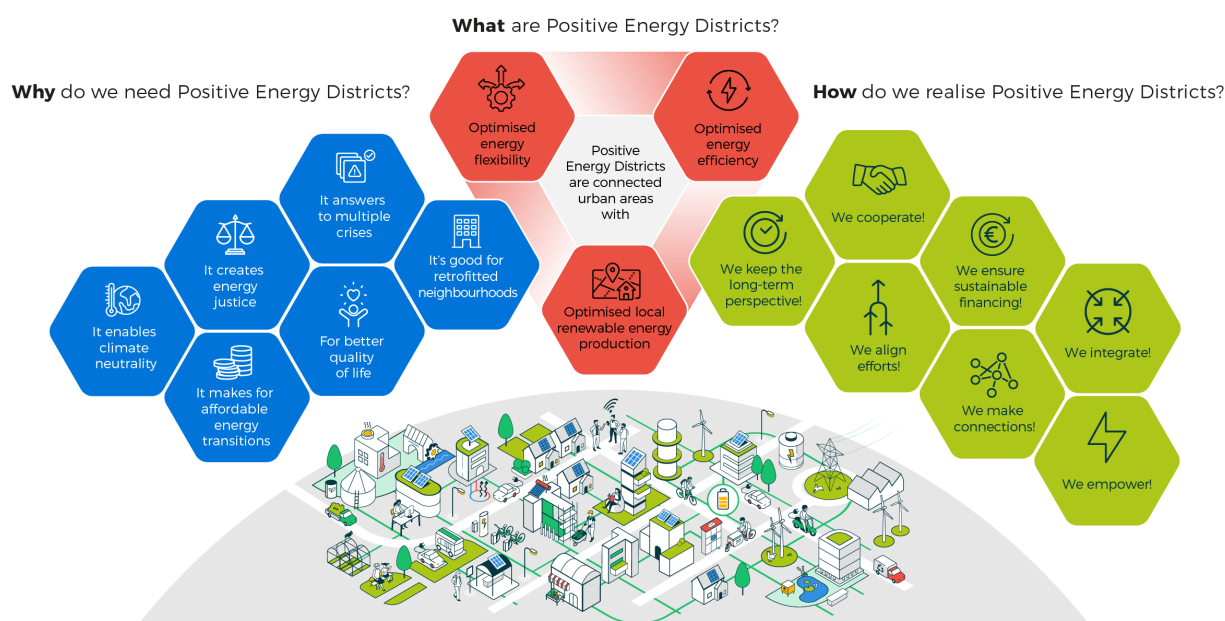 What are Positive Energy Districts?
Why do we need Positive Energy Districts?
How do we realise Positive Energy Districts?
Optimised
energy
flexibility
Optimised
energy
efficiency
Positive
Energy Districts
are connected
urban areas
with
Optimised local
renewable energy
production
It answers
to multiple
crises
It creates
energy
justice
It's good for
retrofitted
neighbourhoods
It enables
climate
neutrality
For better
quality
of life
It makes for
affordable
energy
transitions
We cooperate!
We keep the
long-term
perspective!
We ensure
sustainable
financing!
We align
efforts!
We integrate!
We make
connections!
We empower!